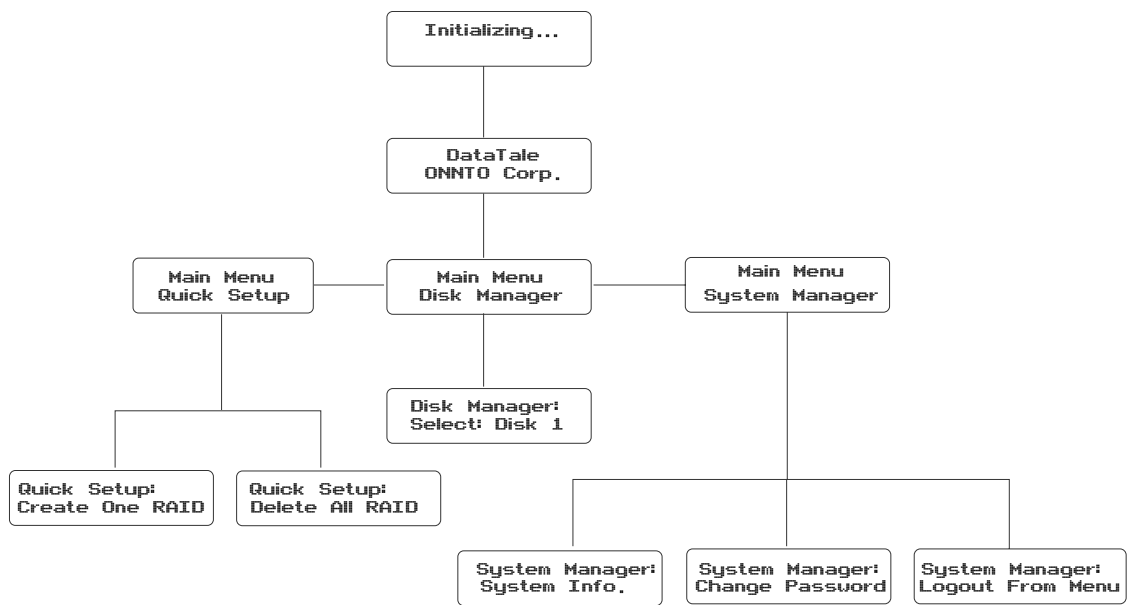 Initializing...
DataTale
ONNTO Corp.
Main Menu
Quick Setup
Main Menu
Disk Manager
Main Menu
System Manager
Disk Manager:
Select: Disk 1
Quick Setup:
Create One RAID
Quick Setup:
Delete All RAID
System Manager:
System Info.
System Manager:
Change Password
System Manager:
Logout From Menu